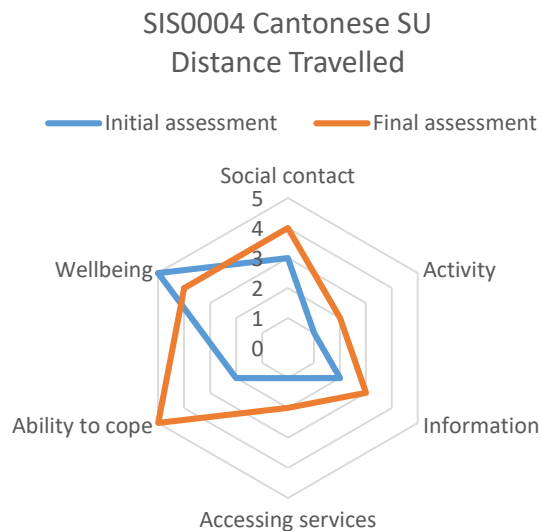 SIS0004 Cantonese SU
Distance Travelled
Initial assessment Final assessment
Social contact
5
4
3
2
1
0
Wellbeing Activity
Ability to cope Information
Accessing services